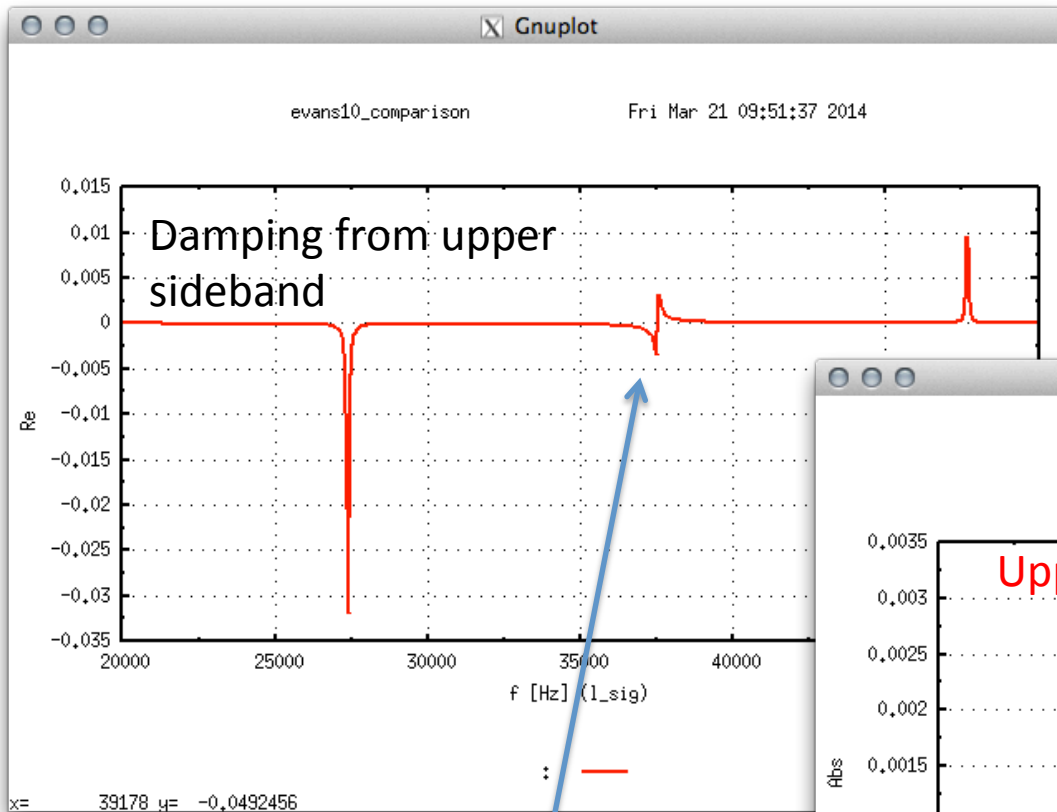 X Gnuplot
evans10_comparison Fri Mar 21 09:51:37 2014
0.015
0.01
0.005
0
-0.005
-0.01
-0.015
-0.02
-0.025
-0.03
-0.035
Re
Damping from upper
sideband
20000 25000 30000 35000 40000
f [Hz] (l_sig)
:
x= 39178 y= -0.0492456
0.0035
0.003
0.0025
0.002
0.0015
Abs
Upp